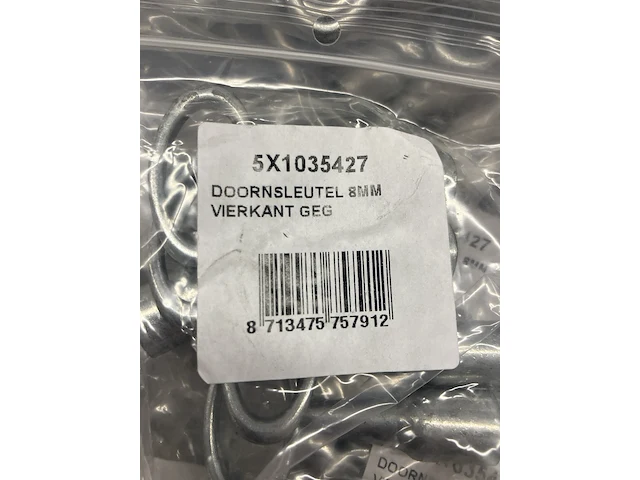 5X1035427
DOORNSLEUTEL 8MM
VIERKANT GEG
8 713475 757912